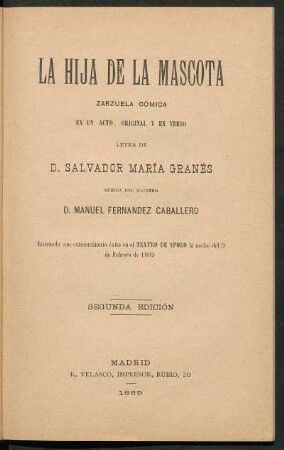 LA HIJA DE LA MASCOTA
ZARZUELA CÓMICA
EN UN ACTO, ORIGINAL Y EN VERSO
LETRA DE
D. SALVADOR MARÍA GRANÉS
MÚSICA DEL MAESTRO
D. MANUEL FERNANDEZ CABALLERO
Estrenada con extraordinario éxito en el TEATRO DE APOLO la noche del 9
de Febrero de 1889
SEGUNDA EDICIÓN
MADRID
R. VELASCO, IMPRESOR, RUBIO, 20
1889